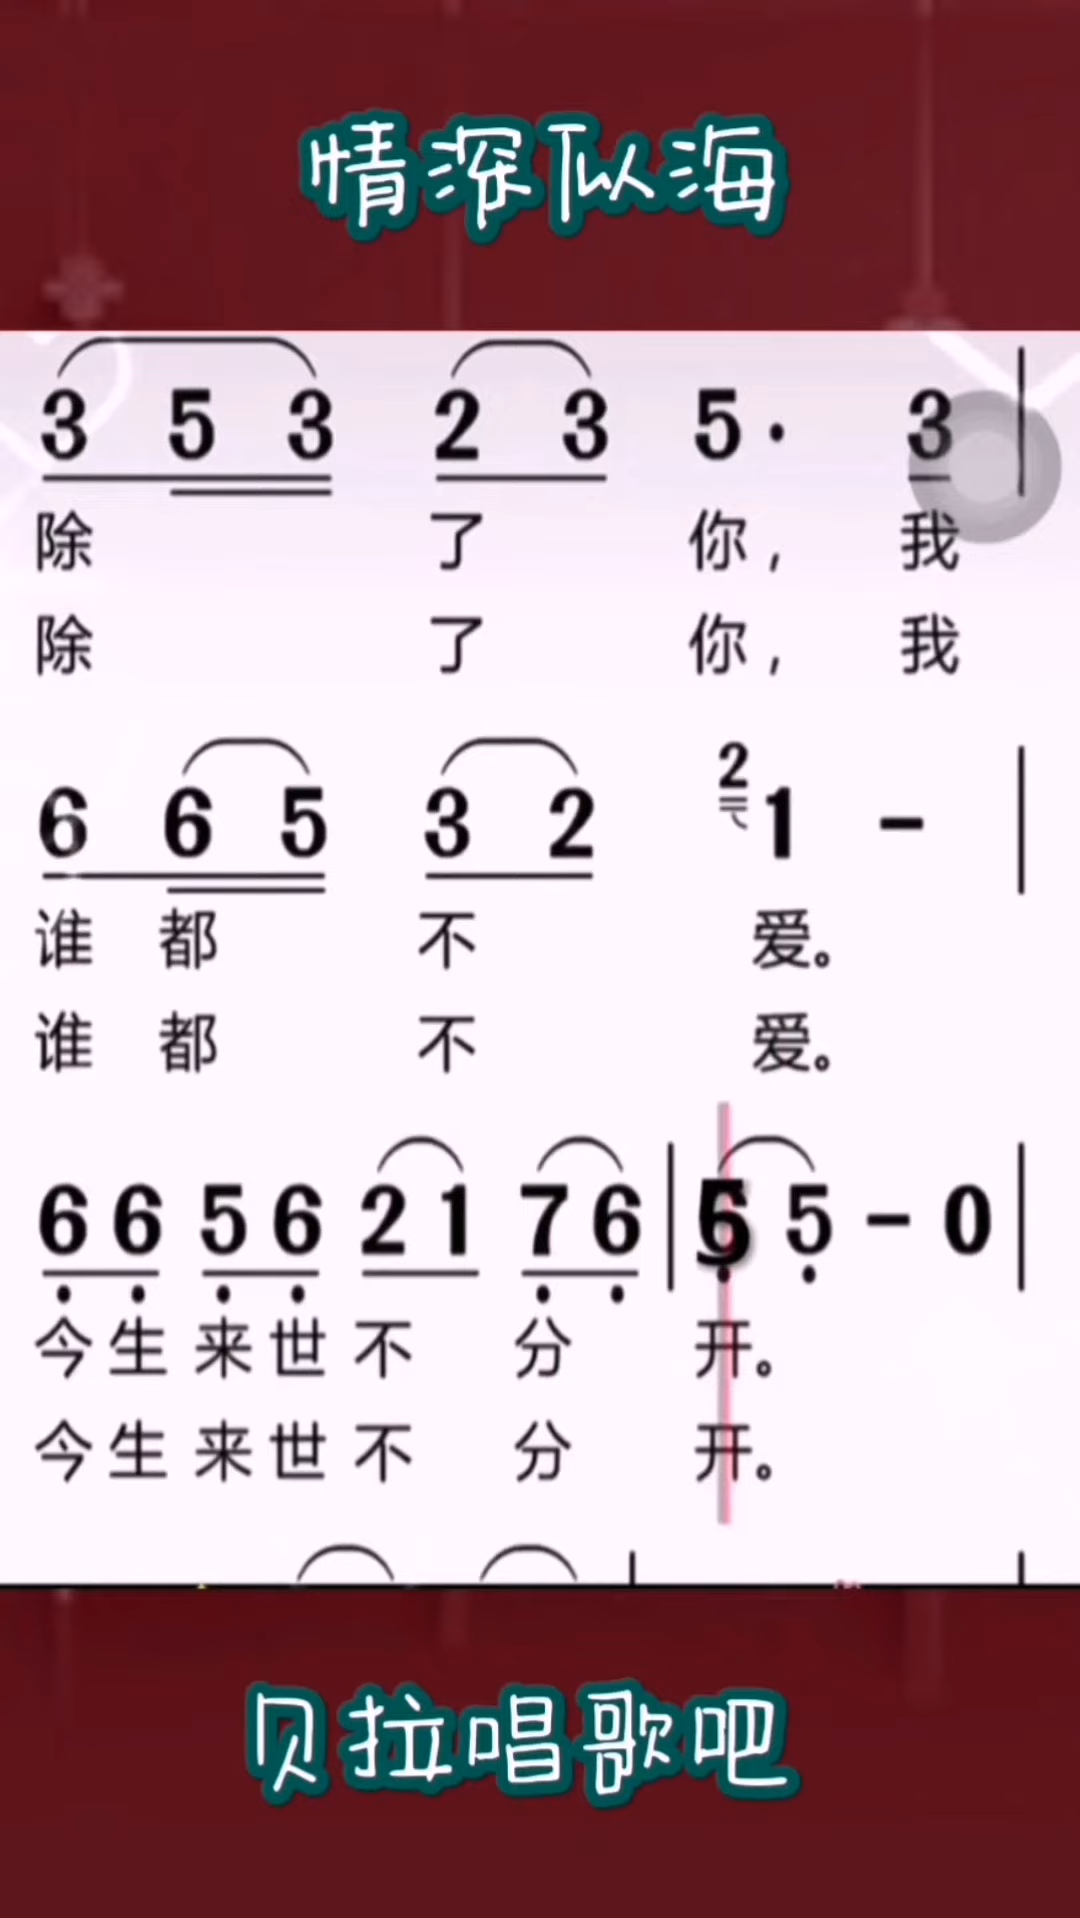 情深似海
3 5 3 2 3 5· 3
除 了 你, 我
除 了 你, 我
6 6 5 3 2 2 1 -
谁 都 不 爱。
谁 都 不 爱。
6 6 5 6 2 1 7 6 5 - 0
今生来世不 分 开。
今生来世不 分 开。
贝拉唱歌吧